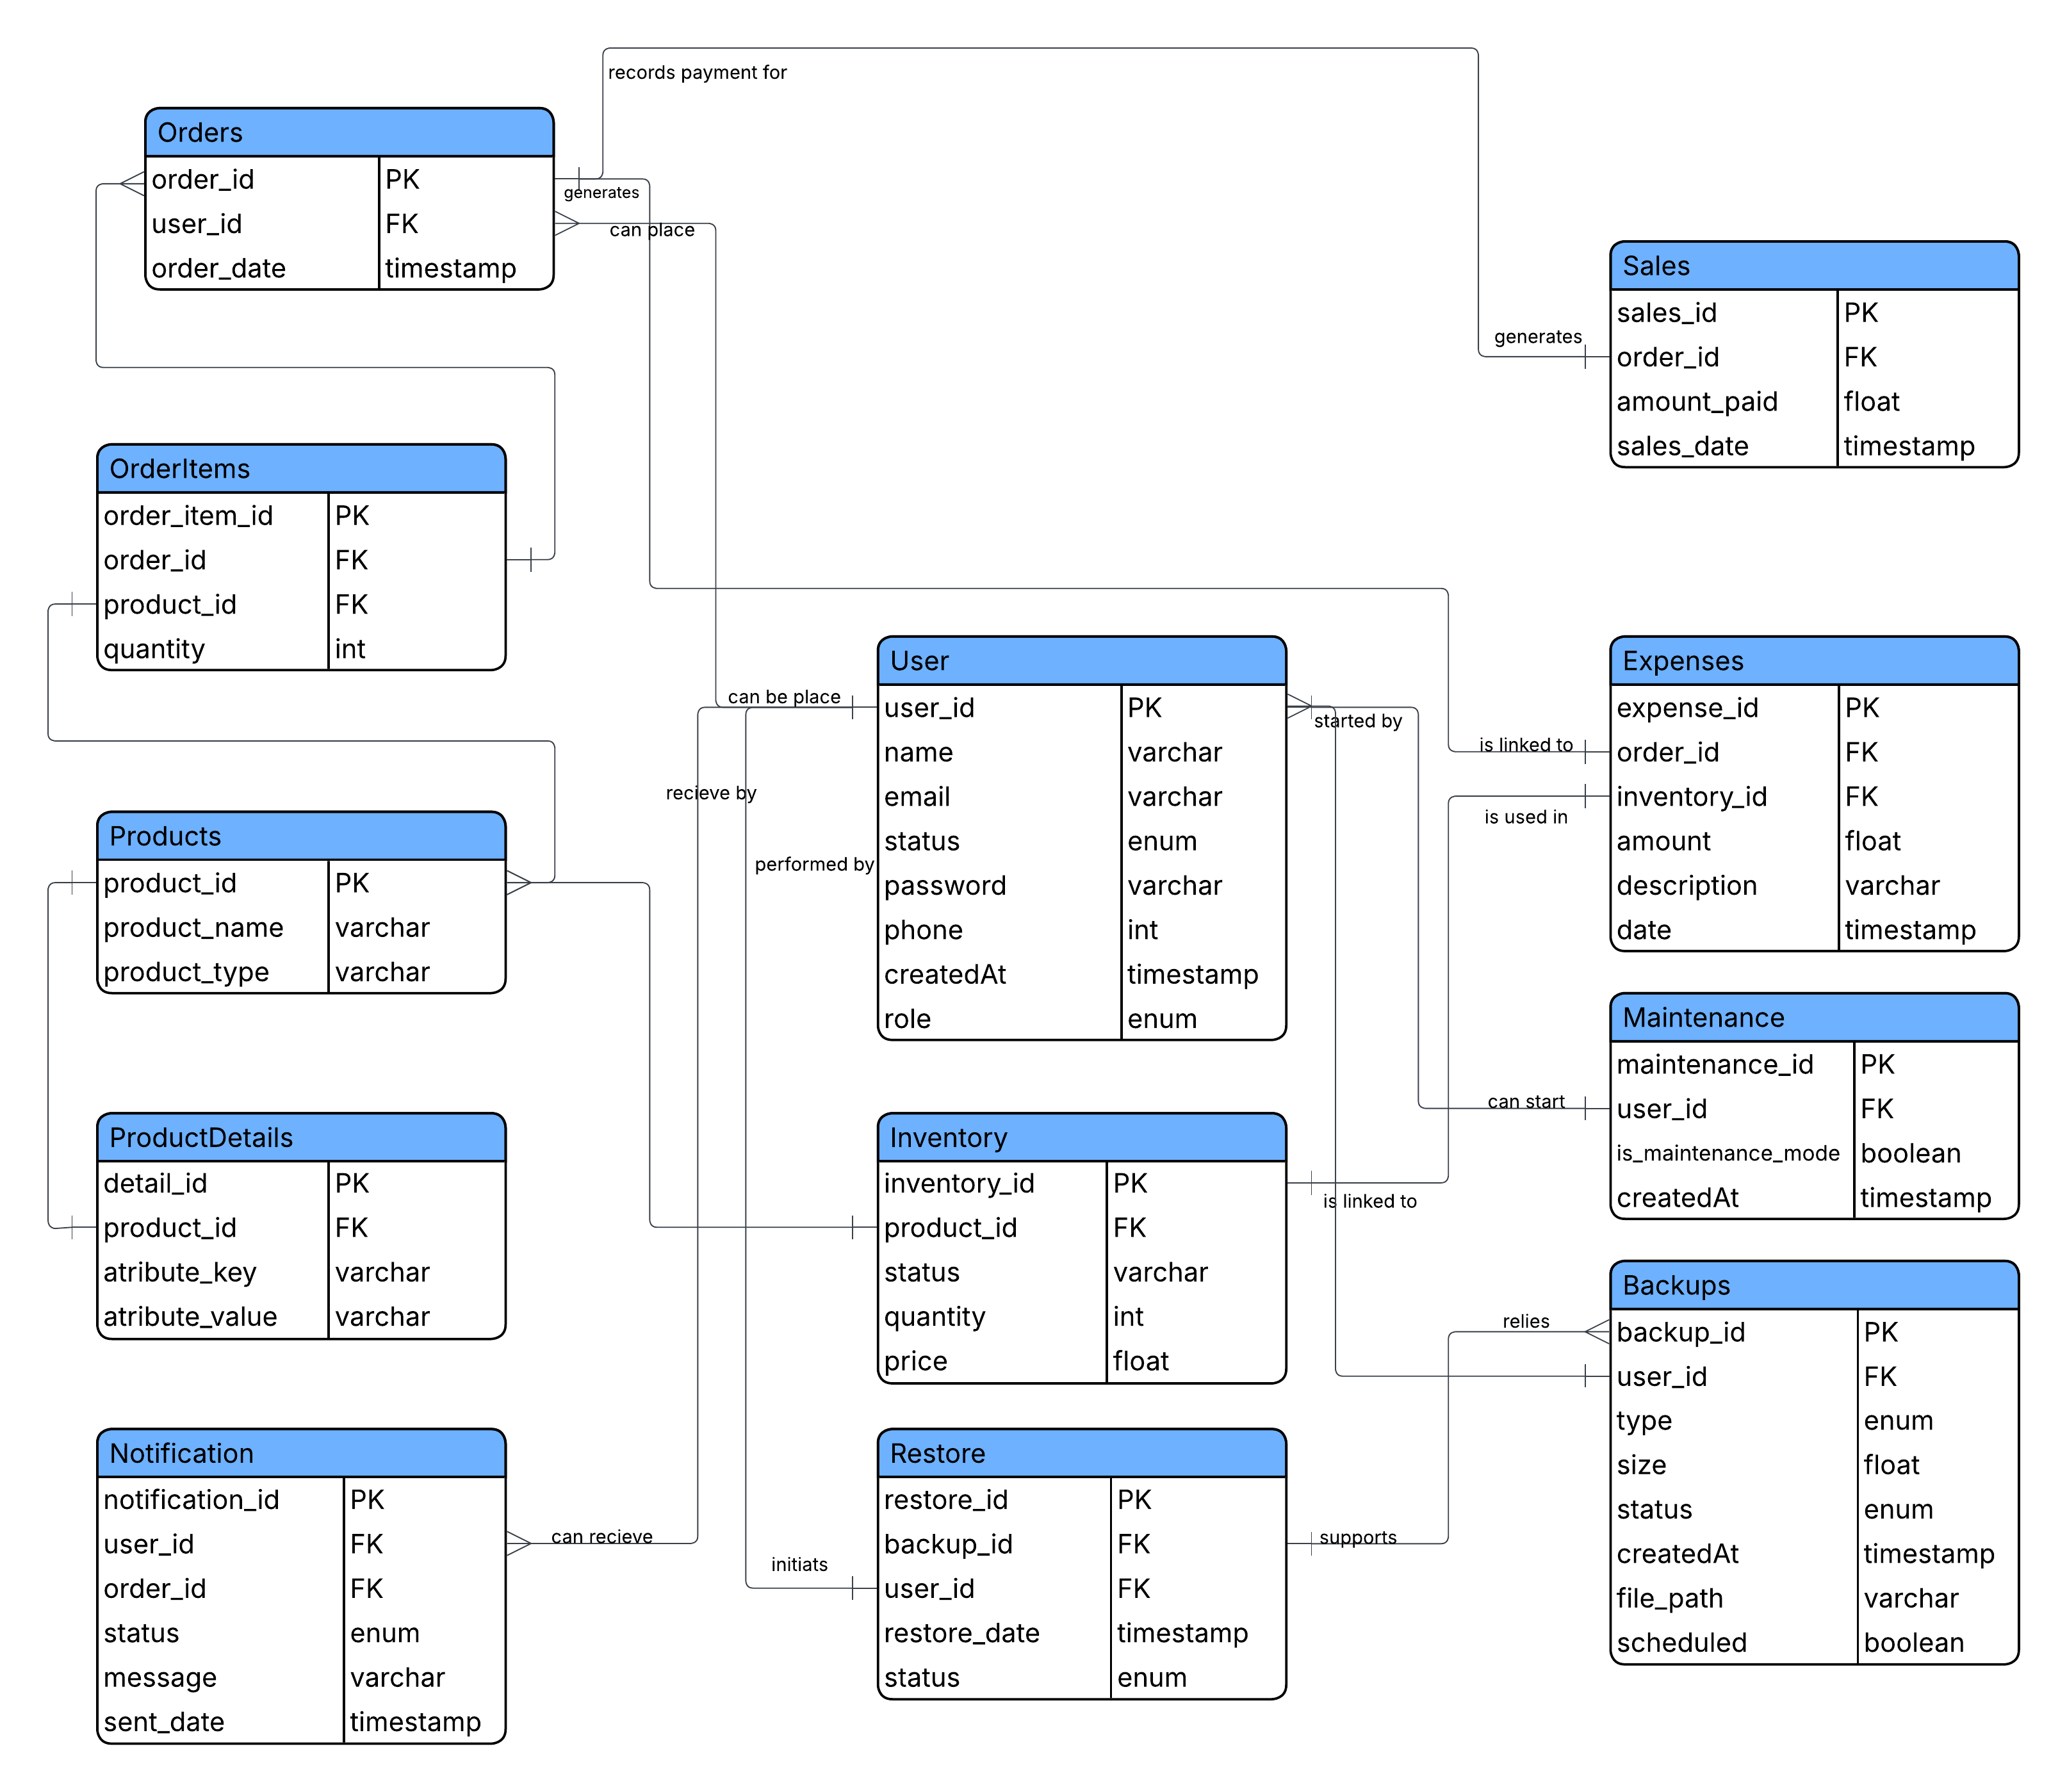 records payment for
Orders
order_id PK
user_id FK
order_date timestamp
generates
can place
Sales
sales_id PK
order_id FK
amount_paid float
sales_date timestamp
generates
OrderItems
order_item_id PK
order_id FK
product_id FK
quantity int
User
user_id PK
name varchar
email varchar
status enum
password varchar
phone int
createdAt timestamp
role enum
can be place
started by
recieve by
performed by
Expenses
expense_id PK
order_id FK
inventory_id FK
amount float
description varchar
date timestamp
is linked to
is used in
Products
product_id PK
product_name varchar
product_type varchar
Maintenance
maintenance_id PK
user_id FK
is_maintenance_mode boolean
createdAt timestamp
can start
ProductDetails
detail_id PK
product_id FK
atribute_key varchar
atribute_value varchar
Inventory
inventory_id PK
product_id FK
status varchar
quantity int
price float
is linked to
Backups
backup_id PK
user_id FK
type enum
size float
status enum
createdAt timestamp
file_path varchar
scheduled boolean
relies
Notification
notification_id PK
user_id FK
order_id FK
status enum
message varchar
sent_date timestamp
can recieve
initiats
Restore
restore_id PK
backup_id FK
user_id FK
restore_date timestamp
status enum
supports